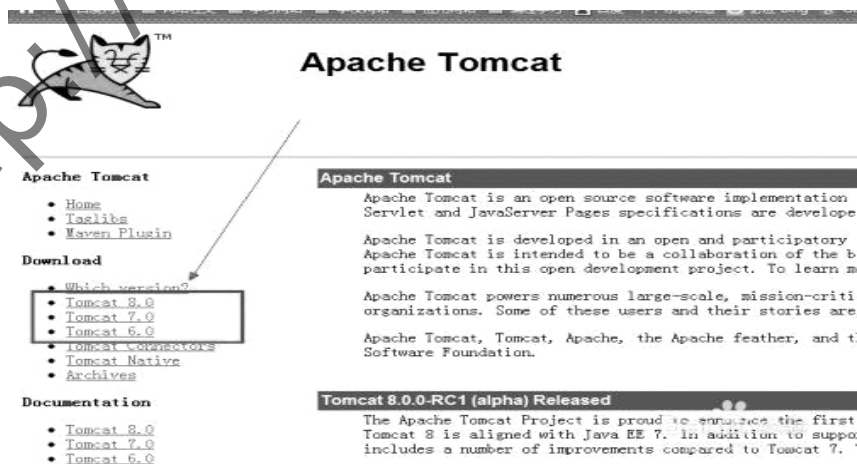 TM
Apache Tomcat
Apache Tomcat
Home
Taglibs
Maven Plugin
Download
Which version?
Tomcat 8.0
Tomcat 7.0
Tomcat 6.0
Tomcat Connectors
Tomcat Native
Archives
Documentation
Tomcat 8.0
Tomcat 7.0
Tomcat 6.0
Apache Tomcat
Apache Tomcat is an open source software implementation
Servlet and JavaServer Pages specifications are develope
Apache Tomcat is developed in an open and participatory
Apache Tomcat is intended to be a collaboration of the b
participate in this open development project. To learn m
Apache Tomcat powers numerous large-scale, mission-criti
organizations. Some of these users and their stories are
Apache Tomcat, Tomcat, Apache, the Apache feather, and t
Software Foundation.
Tomcat 8.0.0-RC1 (alpha) Released
The Apache Tomcat Project is proud to announce the first
Tomcat 8 is aligned with Java EE 7. In addition to suppo
includes a number of improvements compared to Tomcat 7.